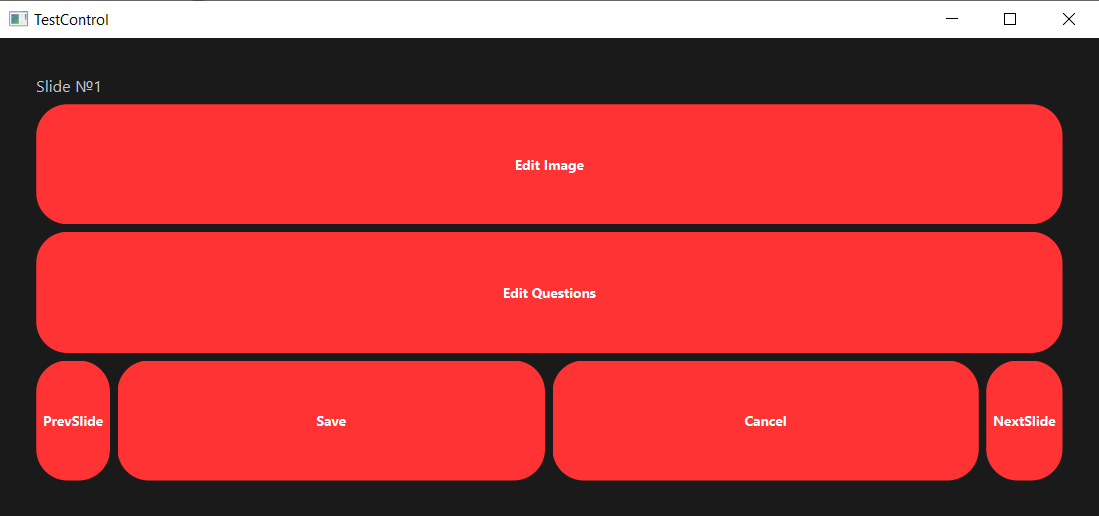 TestControl
Slide №1
Edit Image
Edit Questions
PrevSlide Save Cancel NextSlide